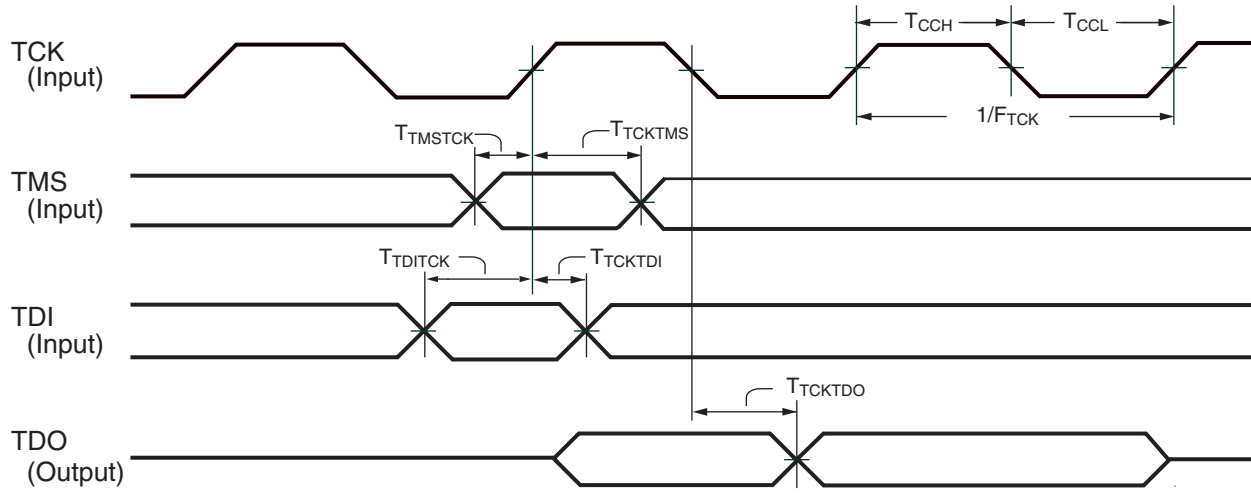 TCK
(Input)
TCCH
TCCL
1/FTCK
TTMSTCK
TTCKTMS
TMS
(Input)
TTDITCK
TTCKTDI
TDI
(Input)
TTCKTDO
TDO
(Output)